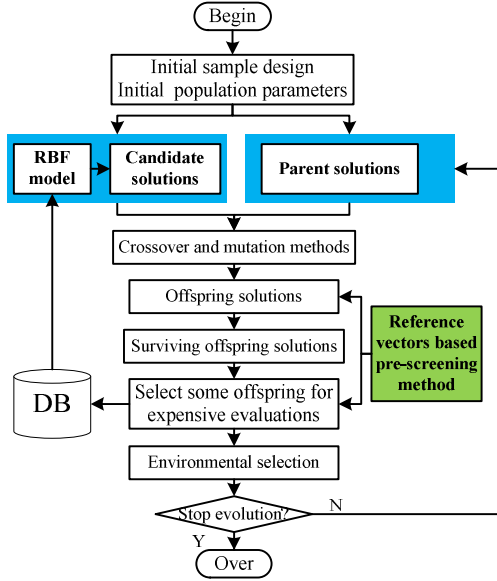 Begin
Initial sample design
Initial population parameters
RBF
model
Candidate
solutions
Parent solutions
Crossover and mutation methods
Offspring solutions
Reference
vectors based
pre-screening
method
Surviving offspring solutions
DB
Select some offspring for
expensive evaluations
Environmental selection
Stop evolution?
N
Y
Over